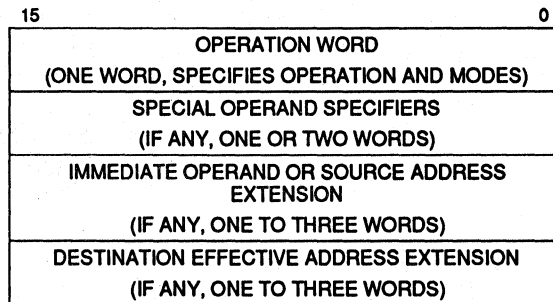 15 0
OPERATION WORD
(ONE WORD, SPECIFIES OPERATION AND MODES)
SPECIAL OPERAND SPECIFIERS
(IF ANY, ONE OR TWO WORDS)
IMMEDIATE OPERAND OR SOURCE ADDRESS
EXTENSION
(IF ANY, ONE TO THREE WORDS)
DESTINATION EFFECTIVE ADDRESS EXTENSION
(IF ANY, ONE TO THREE WORDS)